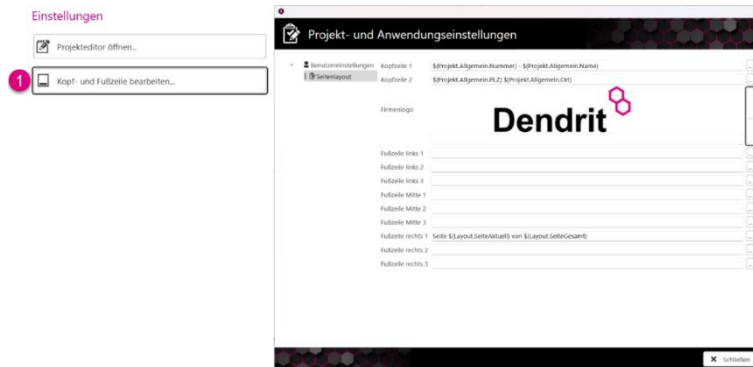 Einstellungen
Projekteditor öffnen...
1
Kopf- und Fußzeile bearbeiten...
Projekt- und Anwendungseinstellungen
Benutzereinstellungen
Seitenlayout
Kopfzeile 1 $(Projekt.Allgemein.Nummer) - $(Projekt.Allgemein.Name)
Kopfzeile 2 $(Projekt.Allgemein.PLZ) $(Projekt.Allgemein.Ort)
Firmenlogo
Dendrit
Fußzeile links 1
Fußzeile links 2
Fußzeile links 3
Fußzeile Mitte 1
Fußzeile Mitte 2
Fußzeile Mitte 3
Fußzeile rechts 1 Seite $(Layout.SeiteAktuell) von $(Layout.SeiteGesamt)
Fußzeile rechts 2
Fußzeile rechts 3
Schließen